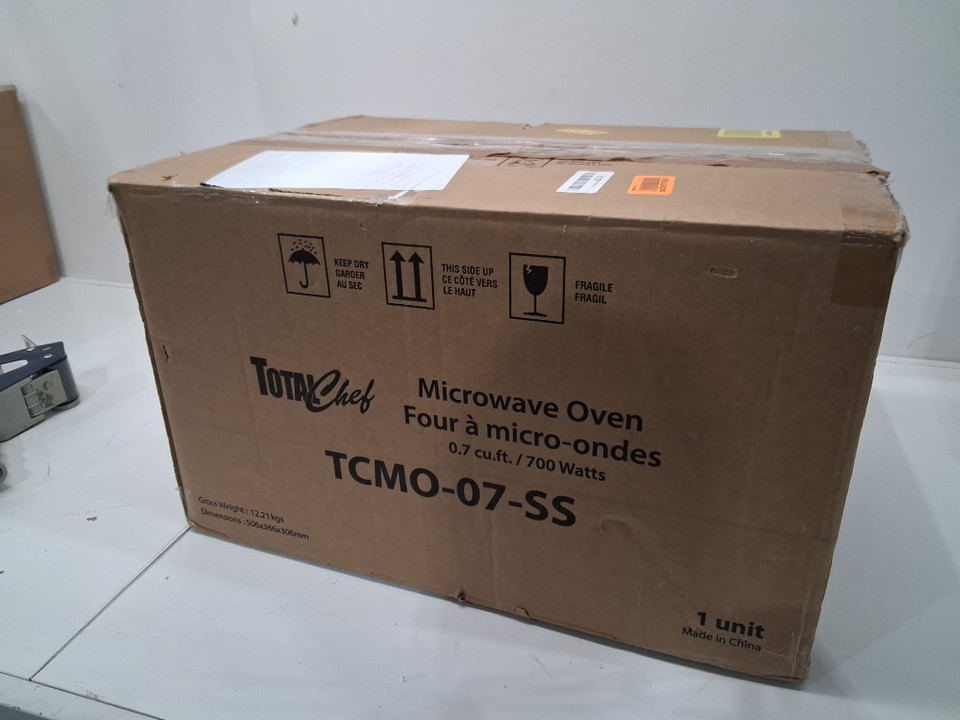 KEEP DRY
GARDER
AU SEC
THIS SIDE UP
CE CÔTÉ VERS
LE HAUT
FRAGILE
FRAGIL
TOTAL Chef
Microwave Oven
Four à micro-ondes
0.7 cu.ft. / 700 Watts
TCMO-07-SS
Gross Weight : 12.21 kgs
Dimensions : 506x366x306mm
1 unit
Made in China